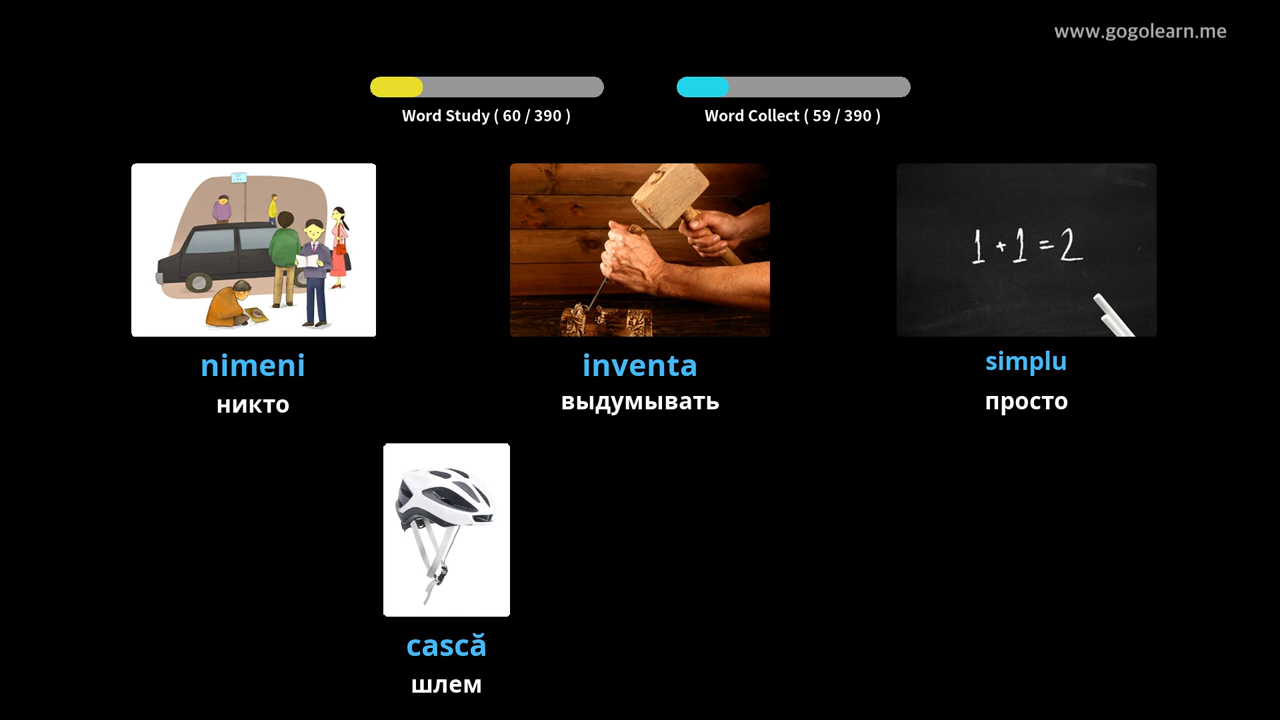 www.gogolearn.me
Word Study ( 60 / 390 )
Word Collect ( 59 / 390 )
nimeni
никто
inventa
выдумывать
1 + 1 = 2
simplu
просто
cască
шлем